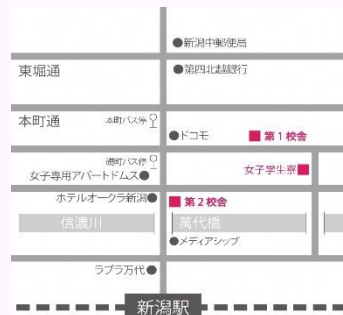 ●新潟中郵便局
東堀通
●第四北越銀行
本町通
本町バス停
●ドコモ
■第1校舎
礎町バス停
女子専用アパートドムス●
女子学生寮■
ホテルオークラ新潟●
■第2校舎
信濃川
萬代橋
●メディアシップ
ラブラ万代●
新潟駅